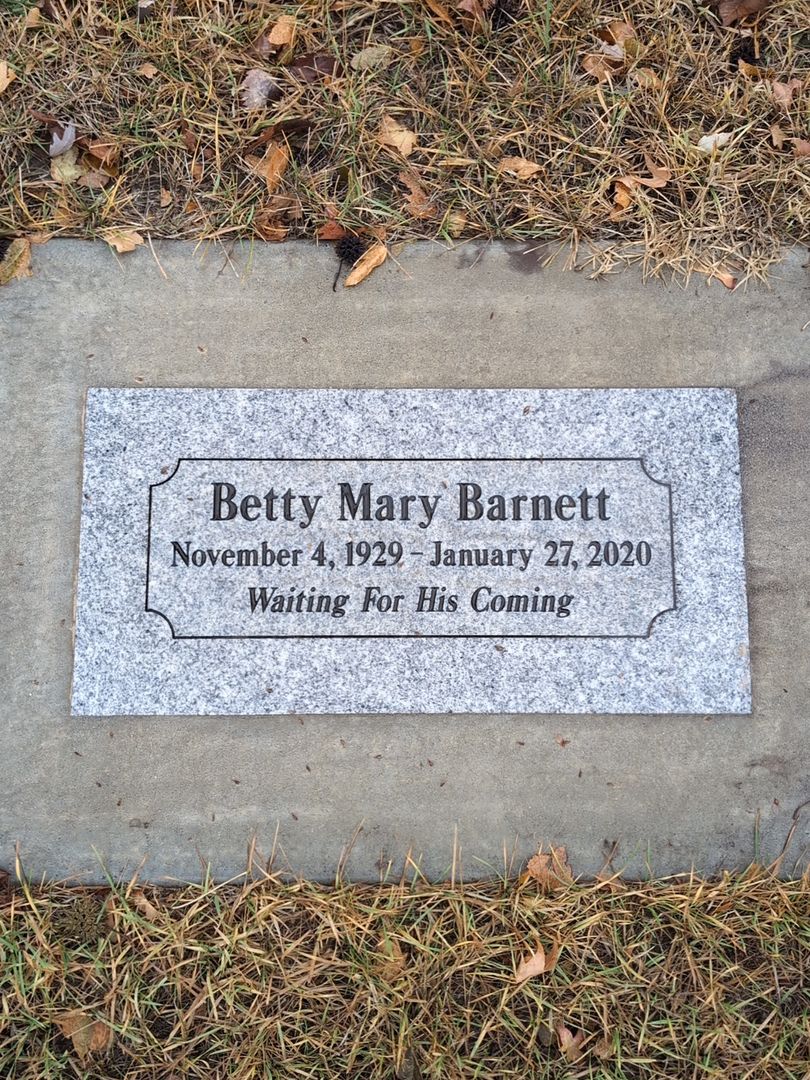 Betty Mary Barnett
November 4, 1929 - January 27, 2020
Waiting For His Coming